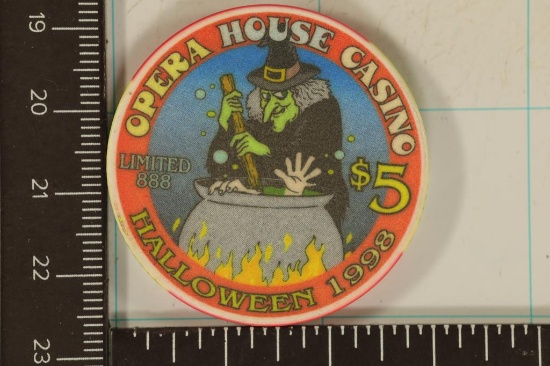 OPERA HOUSE CASINO
LIMITED
888
$5
HALLOWEEN 1998
19
20
21
22
23